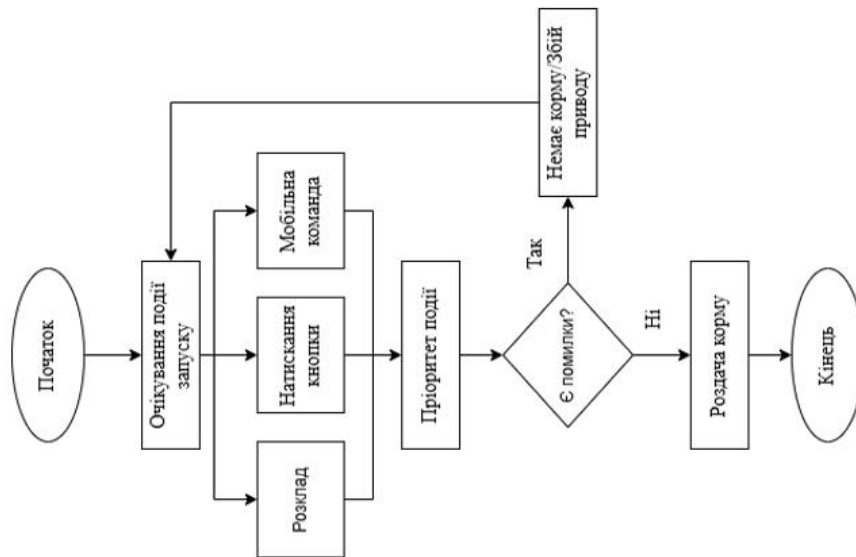 Початок
Очікування події
запуску
Розклад
Натискання
кнопки
Мобільна
команда
Пріоритет події
Є помилки?
Так
Немає корму/Збій
приводу
Ні
Роздача корму
Кінець